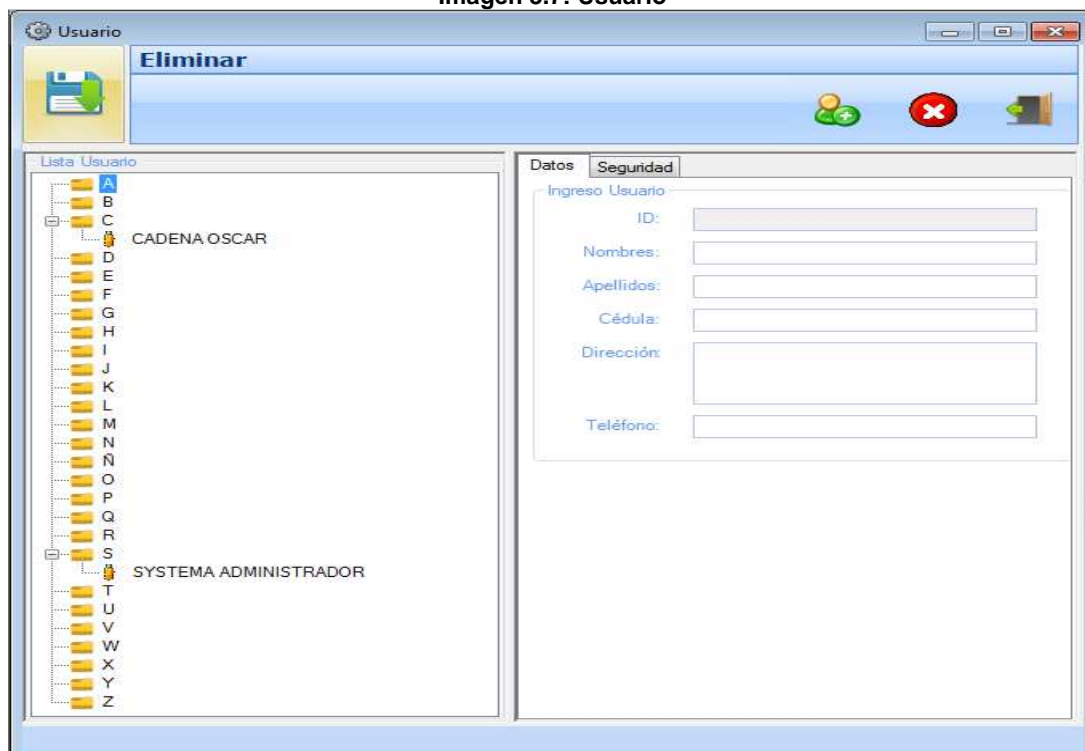 Imagen 3.7: Usuario
Usuario
Eliminar
Lista Usuario
A
B
C
CADENA OSCAR
D
E
F
G
H
I
J
K
L
M
N
Ñ
O
P
Q
R
S
SYSTEMA ADMINISTRADOR
T
U
V
W
X
Y
Z
Datos
Seguridad
Ingreso Usuario
ID:
Nombres:
Apellidos:
Cédula:
Dirección:
Teléfono: